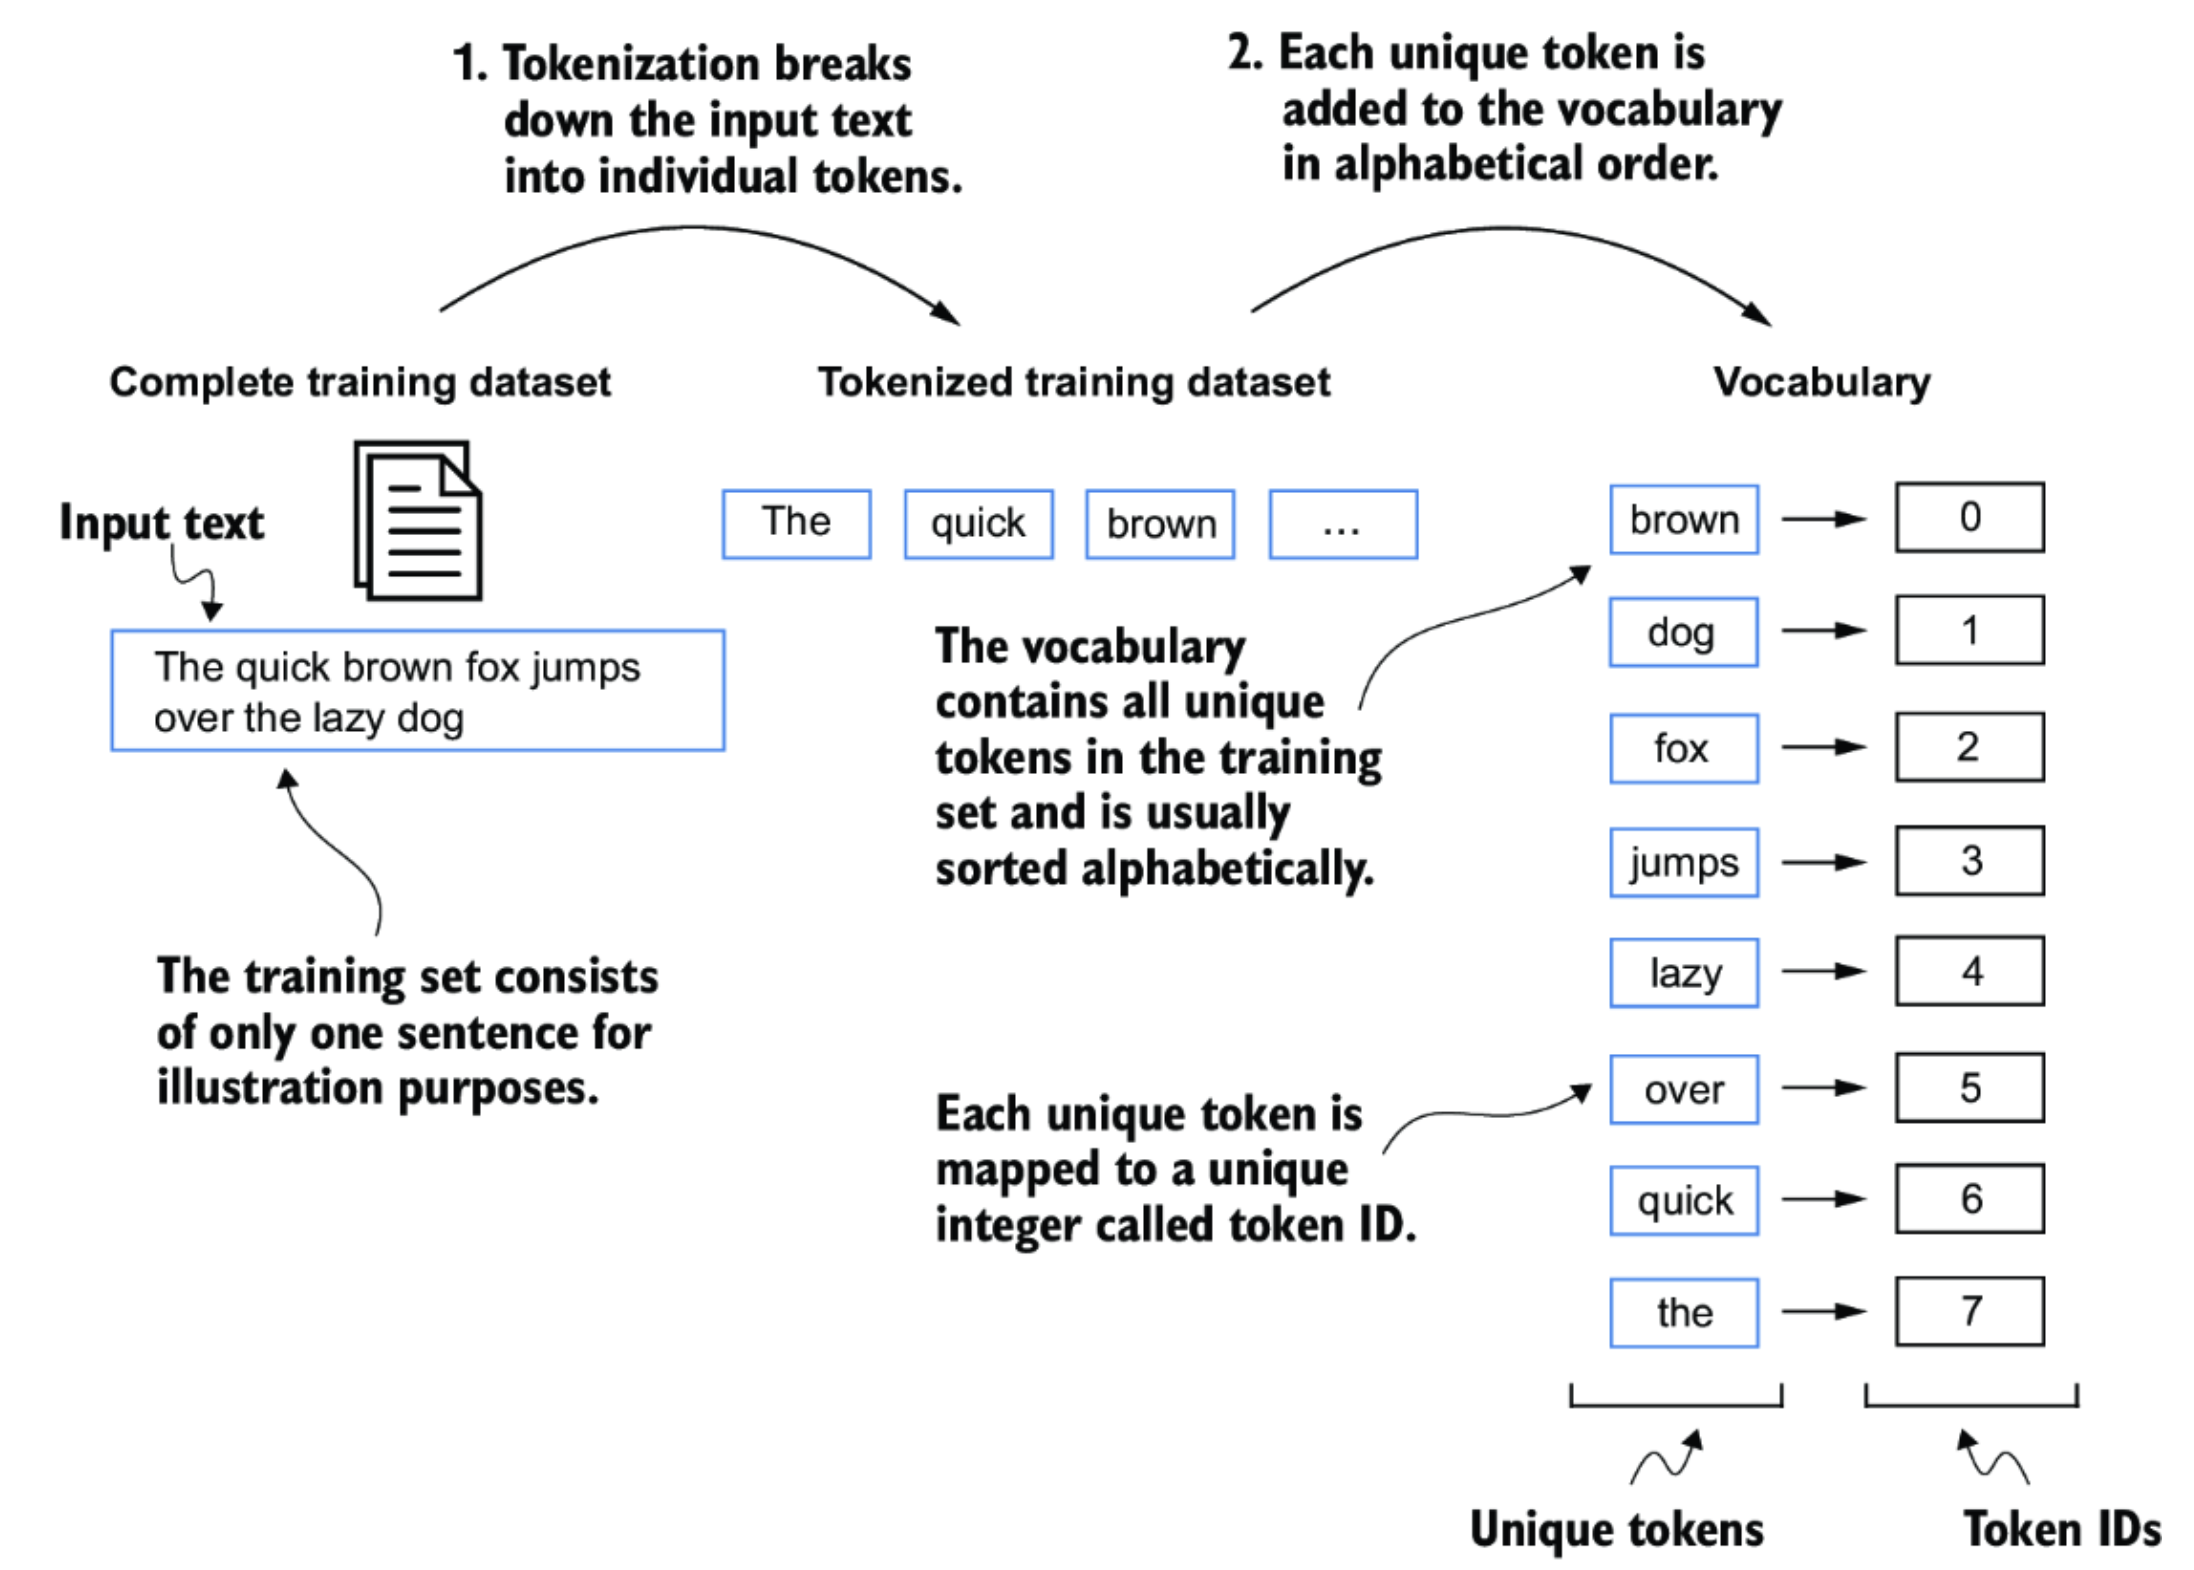 1. Tokenization breaks
down the input text
into individual tokens.
2. Each unique token is
added to the vocabulary
in alphabetical order.
Complete training dataset
Tokenized training dataset
Vocabulary
Input text
The quick brown fox jumps
over the lazy dog
The training set consists
of only one sentence for
illustration purposes.
The quick brown ...
The vocabulary
contains all unique
tokens in the training
set and is usually
sorted alphabetically.
Each unique token is
mapped to a unique
integer called token ID.
brown 0
dog 1
fox 2
jumps 3
lazy 4
over 5
quick 6
the 7
Unique tokens
Token IDs